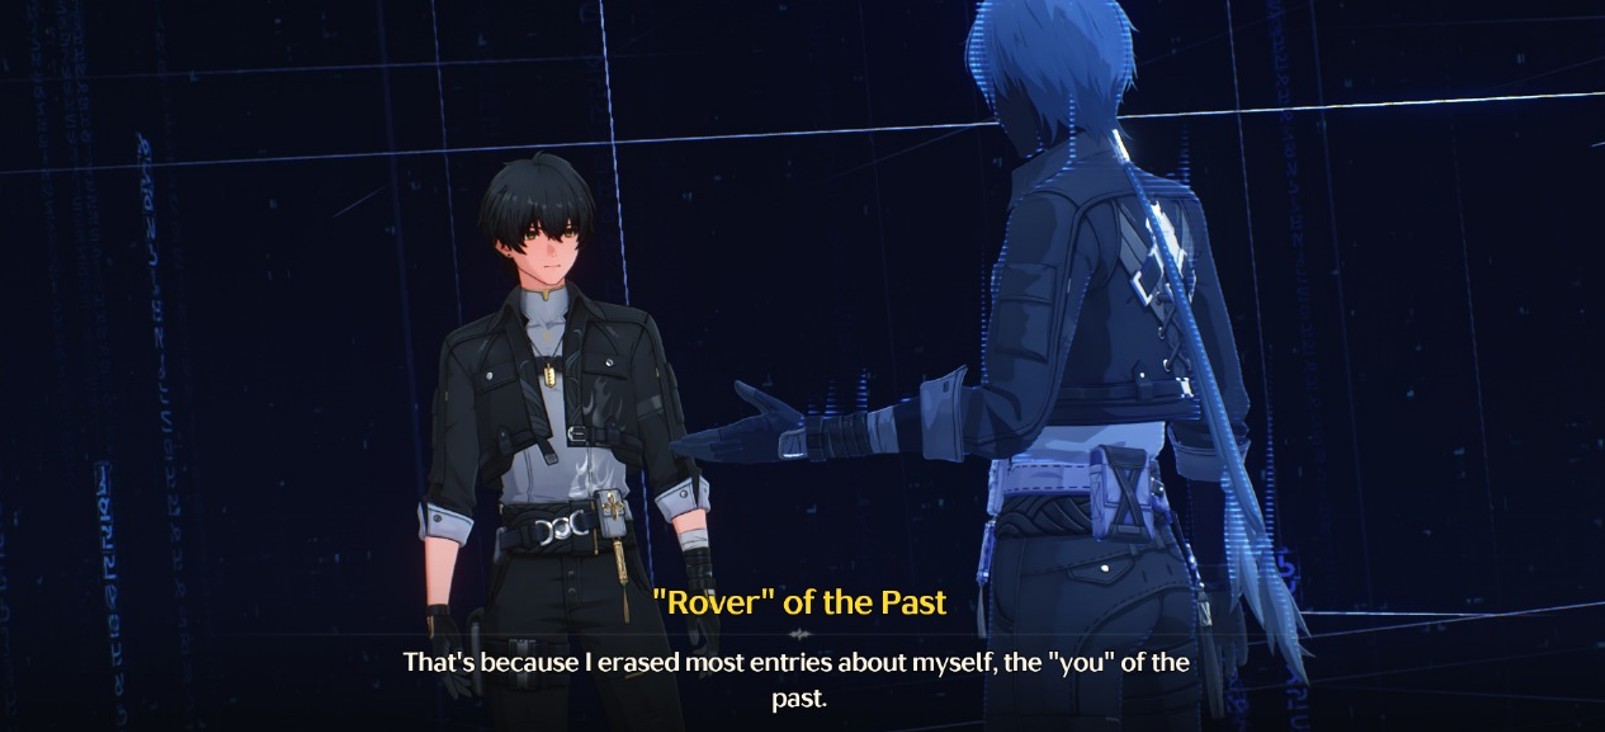 "Rover" of the Past
That's because I erased most entries about myself, the "you" of the
past.